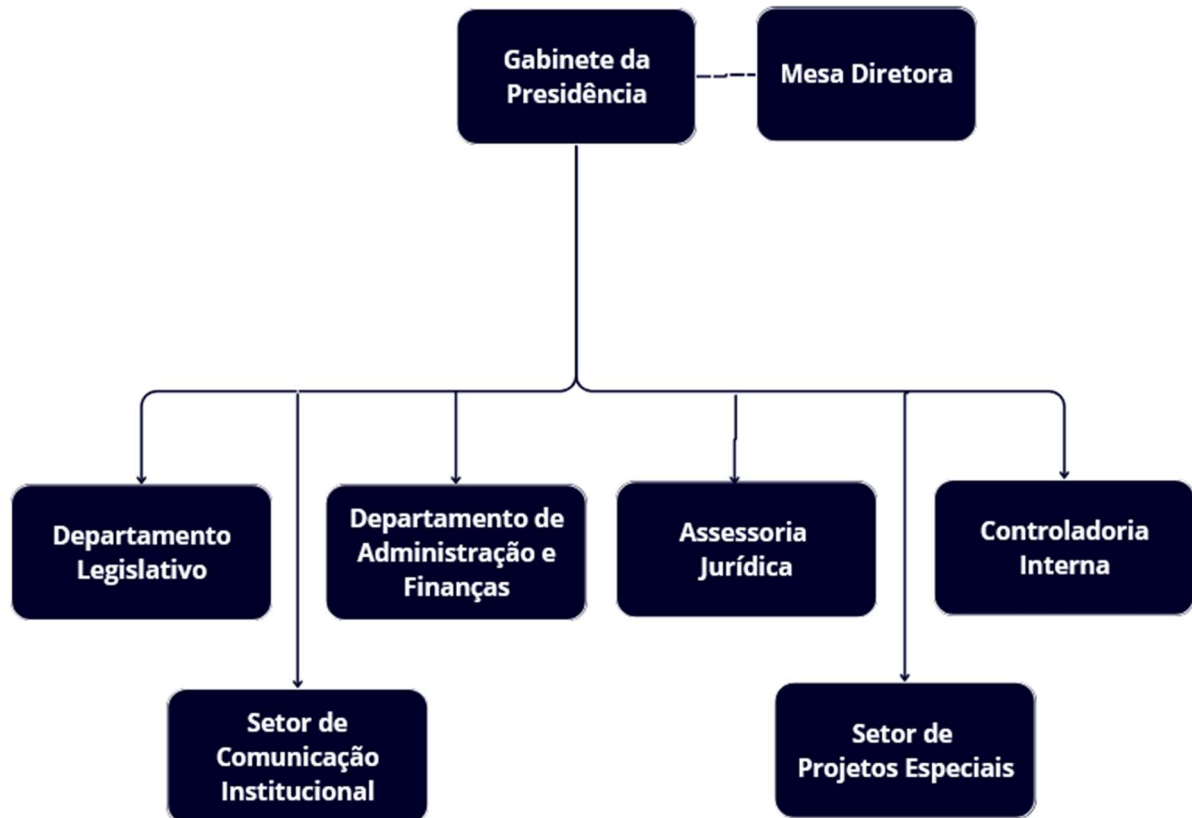 Gabinete da
Presidência
Mesa Diretora
Departamento
Legislativo
Departamento de
Administração e
Finanças
Assessoria
Jurídica
Controladoria
Interna
Setor de
Comunicação
Institucional
Setor de
Projetos Especiais